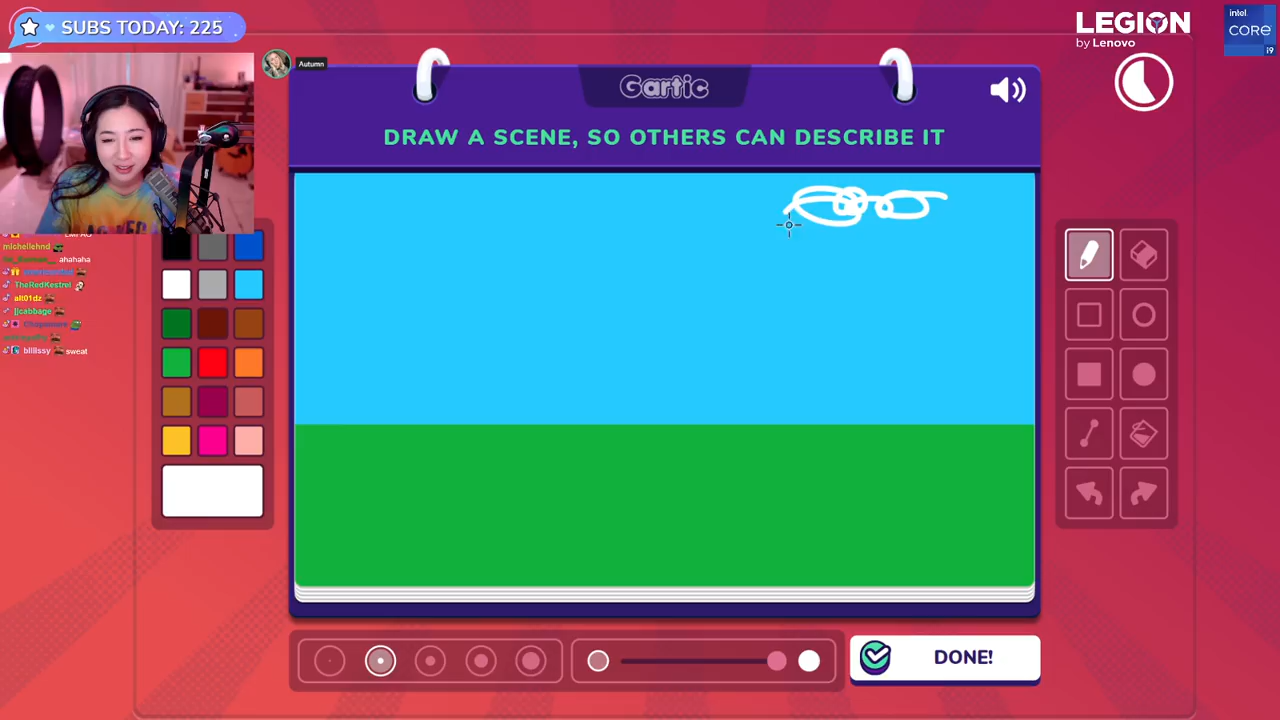 SUBS TODAY: 225
LEGION
by Lenovo
intel
CORE
i9
Autumn
Gartic
DRAW A SCENE, SO OTHERS CAN DESCRIBE IT
michellehnd
ahahaha
TheRedKestrel
alt01dz
||cabbage
billissy sweat
DONE!